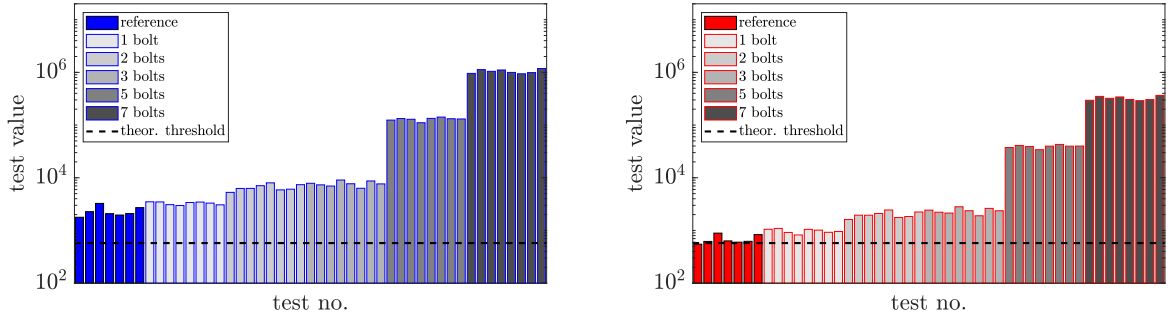 test value
10^6
10^4
10^2
reference
1 bolt
2 bolts
3 bolts
5 bolts
7 bolts
theor. threshold
test no.
test value
10^6
10^4
10^2
reference
1 bolt
2 bolts
3 bolts
5 bolts
7 bolts
theor. threshold
test no.